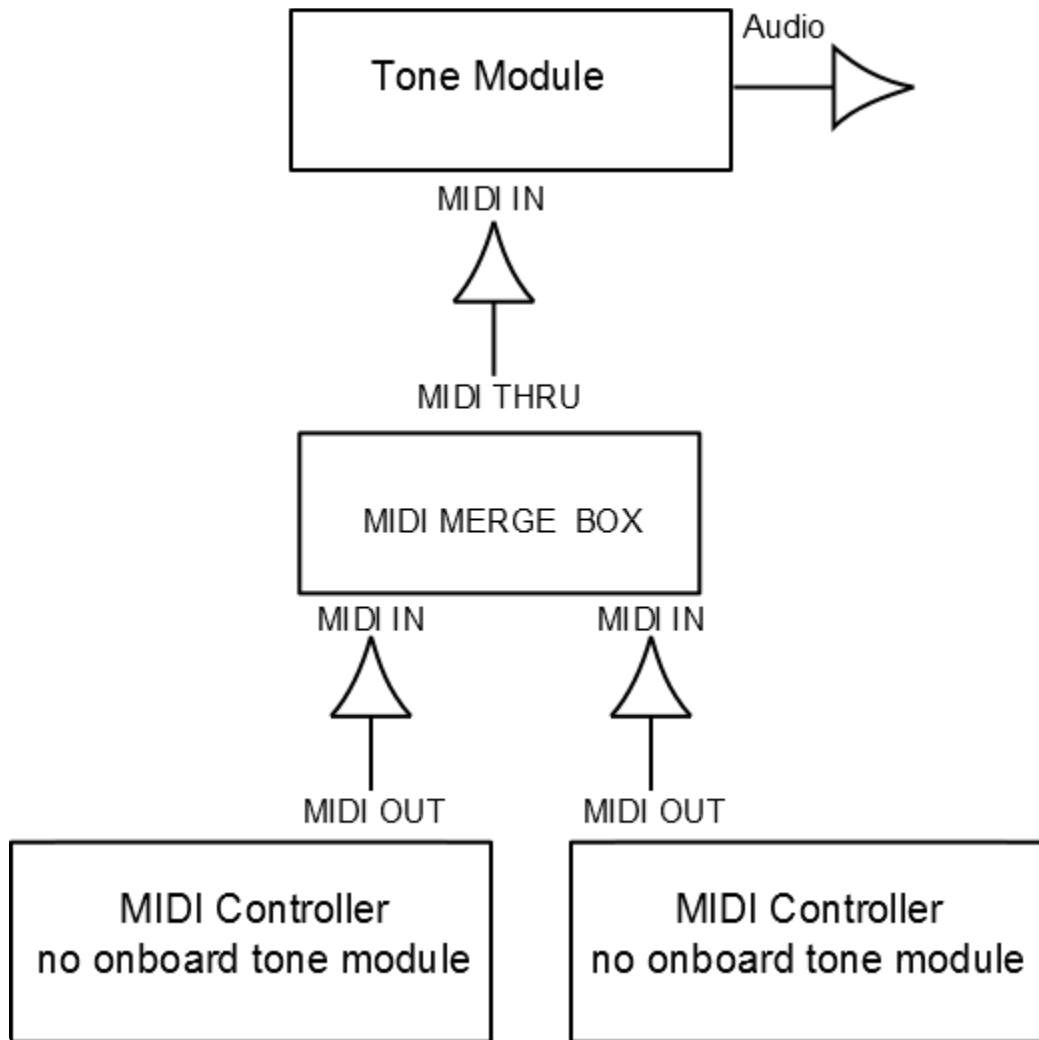 Audio
Tone Module
MIDI IN
MIDI THRU
MIDI MERGE BOX
MIDI IN MIDI IN
MIDI OUT MIDI OUT
MIDI Controller
no onboard tone module
MIDI Controller
no onboard tone module